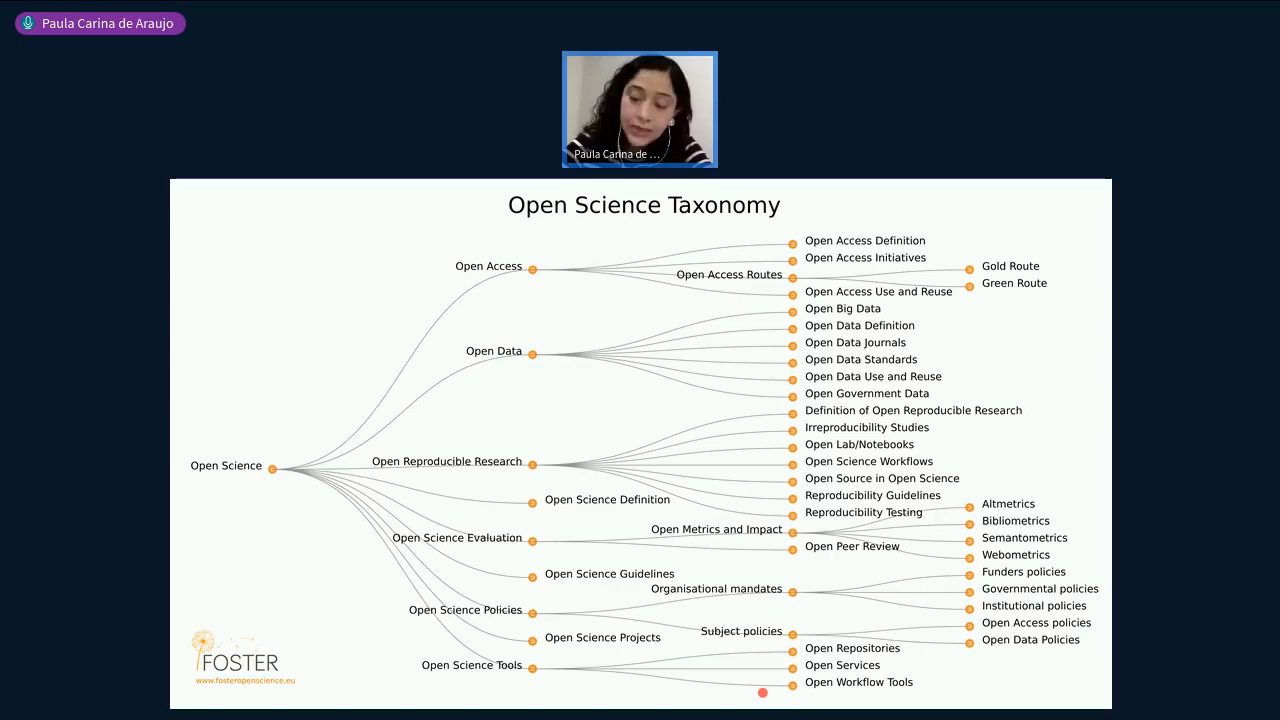 Paula Carina de Araujo
Paula Carina de ...
Open Science Taxonomy
Open Science
Open Access
Open Access Definition
Open Access Initiatives
Open Access Routes
Gold Route
Green Route
Open Access Use and Reuse
Open Data
Open Big Data
Open Data Definition
Open Data Journals
Open Data Standards
Open Data Use and Reuse
Open Government Data
Open Reproducible Research
Definition of Open Reproducible Research
Irreproducibility Studies
Open Lab/Notebooks
Open Science Workflows
Open Source in Open Science
Reproducibility Guidelines
Reproducibility Testing
Open Science Definition
Open Science Evaluation
Open Metrics and Impact
Altmetrics
Bibliometrics
Semantometrics
Webometrics
Open Peer Review
Open Science Guidelines
Open Science Policies
Organisational mandates
Funders policies
Governmental policies
Institutional policies
Subject policies
Open Access policies
Open Data Policies
Open Science Projects
Open Science Tools
Open Repositories
Open Services
Open Workflow Tools
FOSTER
www.fosteropenscience.eu